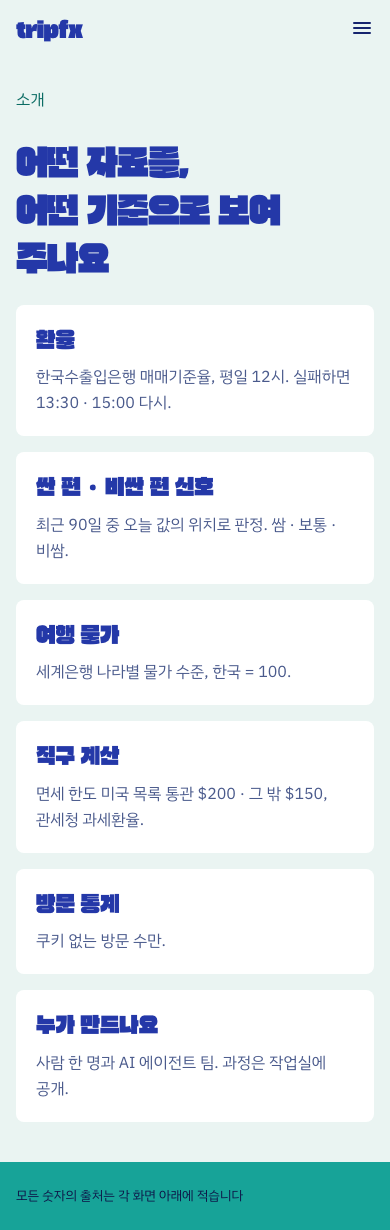 tripfx
소개
어떤 자료를,
어떤 기준으로 보여
주나요
환율
한국수출입은행 매매기준율, 평일 12시. 실패하면
13:30 · 15:00 다시.
싼 편 · 비싼 편 신호
최근 90일 중 오늘 값의 위치로 판정. 쌈 · 보통 ·
비쌈.
여행 물가
세계은행 나라별 물가 수준, 한국 = 100.
직구 계산
면세 한도 미국 목록 통관 $200 · 그 밖 $150,
관세청 과세환율.
방문 통계
쿠키 없는 방문 수만.
누가 만드나요
사람 한 명과 AI 에이전트 팀. 과정은 작업실에
공개.
모든 숫자의 출처는 각 화면 아래에 적습니다